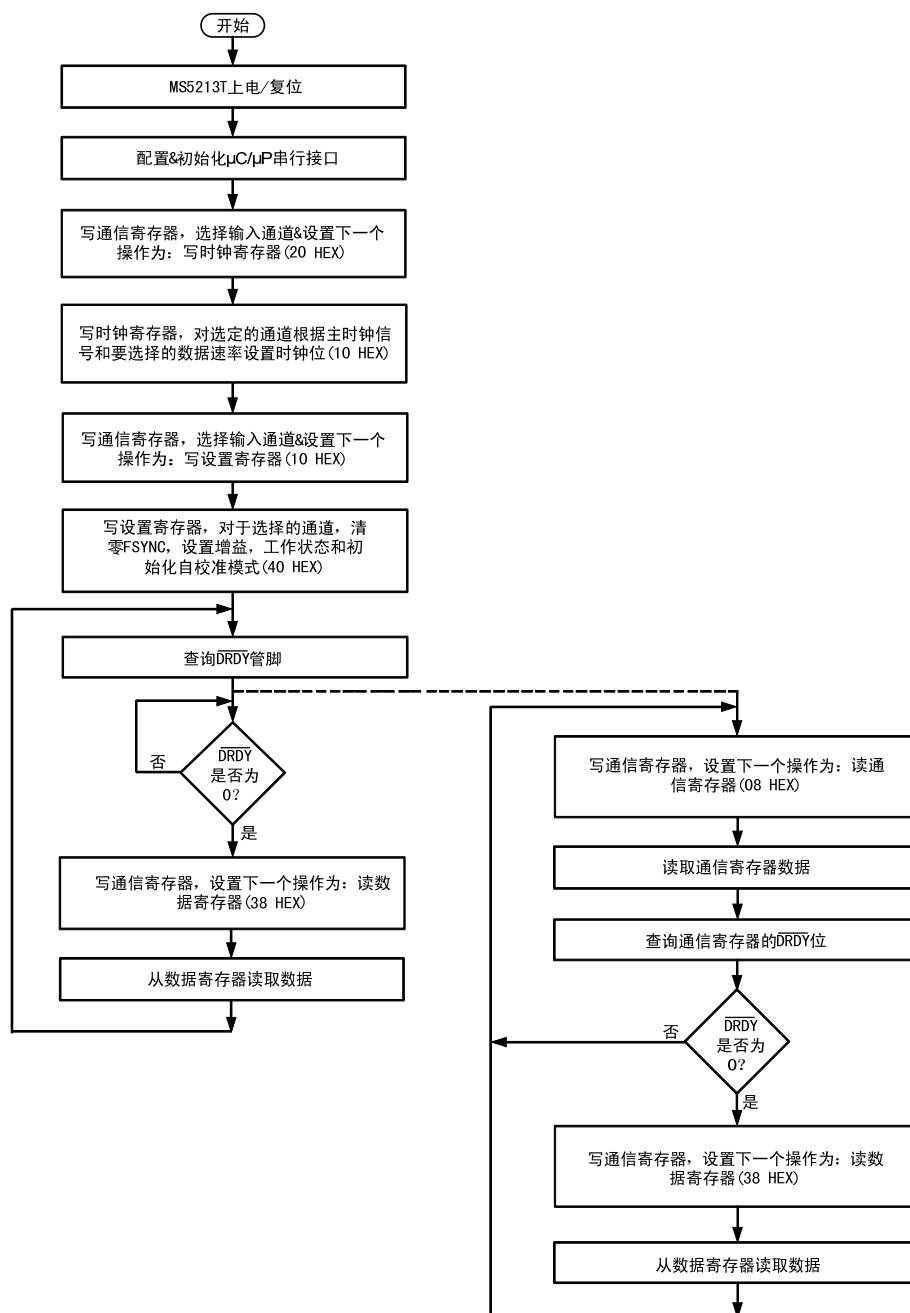 开始
MS5213T上电/复位
配置&初始化μC/μP串行接口
写通信寄存器，选择输入通道&设置下一个
操作为：写时钟寄存器(20 HEX)
写时钟寄存器，对选定的通道根据主时钟信
号和要选择的数据速率设置时钟位(10 HEX)
写通信寄存器，选择输入通道&设置下一个
操作为：写设置寄存器(10 HEX)
写设置寄存器，对于选择的通道，清
零FSYNC，设置增益，工作状态和初
始化自校准模式(40 HEX)
查询DRDY管脚
DRDY
是否为
0?
否
是
写通信寄存器，设置下一个操作为：读数
据寄存器(38 HEX)
从数据寄存器读取数据
写通信寄存器，设置下一个操作为：读通
信寄存器(08 HEX)
读取通信寄存器数据
查询通信寄存器的DRDY位
DRDY
是否为
0?
否
是
写通信寄存器，设置下一个操作为：读数
据寄存器(38 HEX)
从数据寄存器读取数据